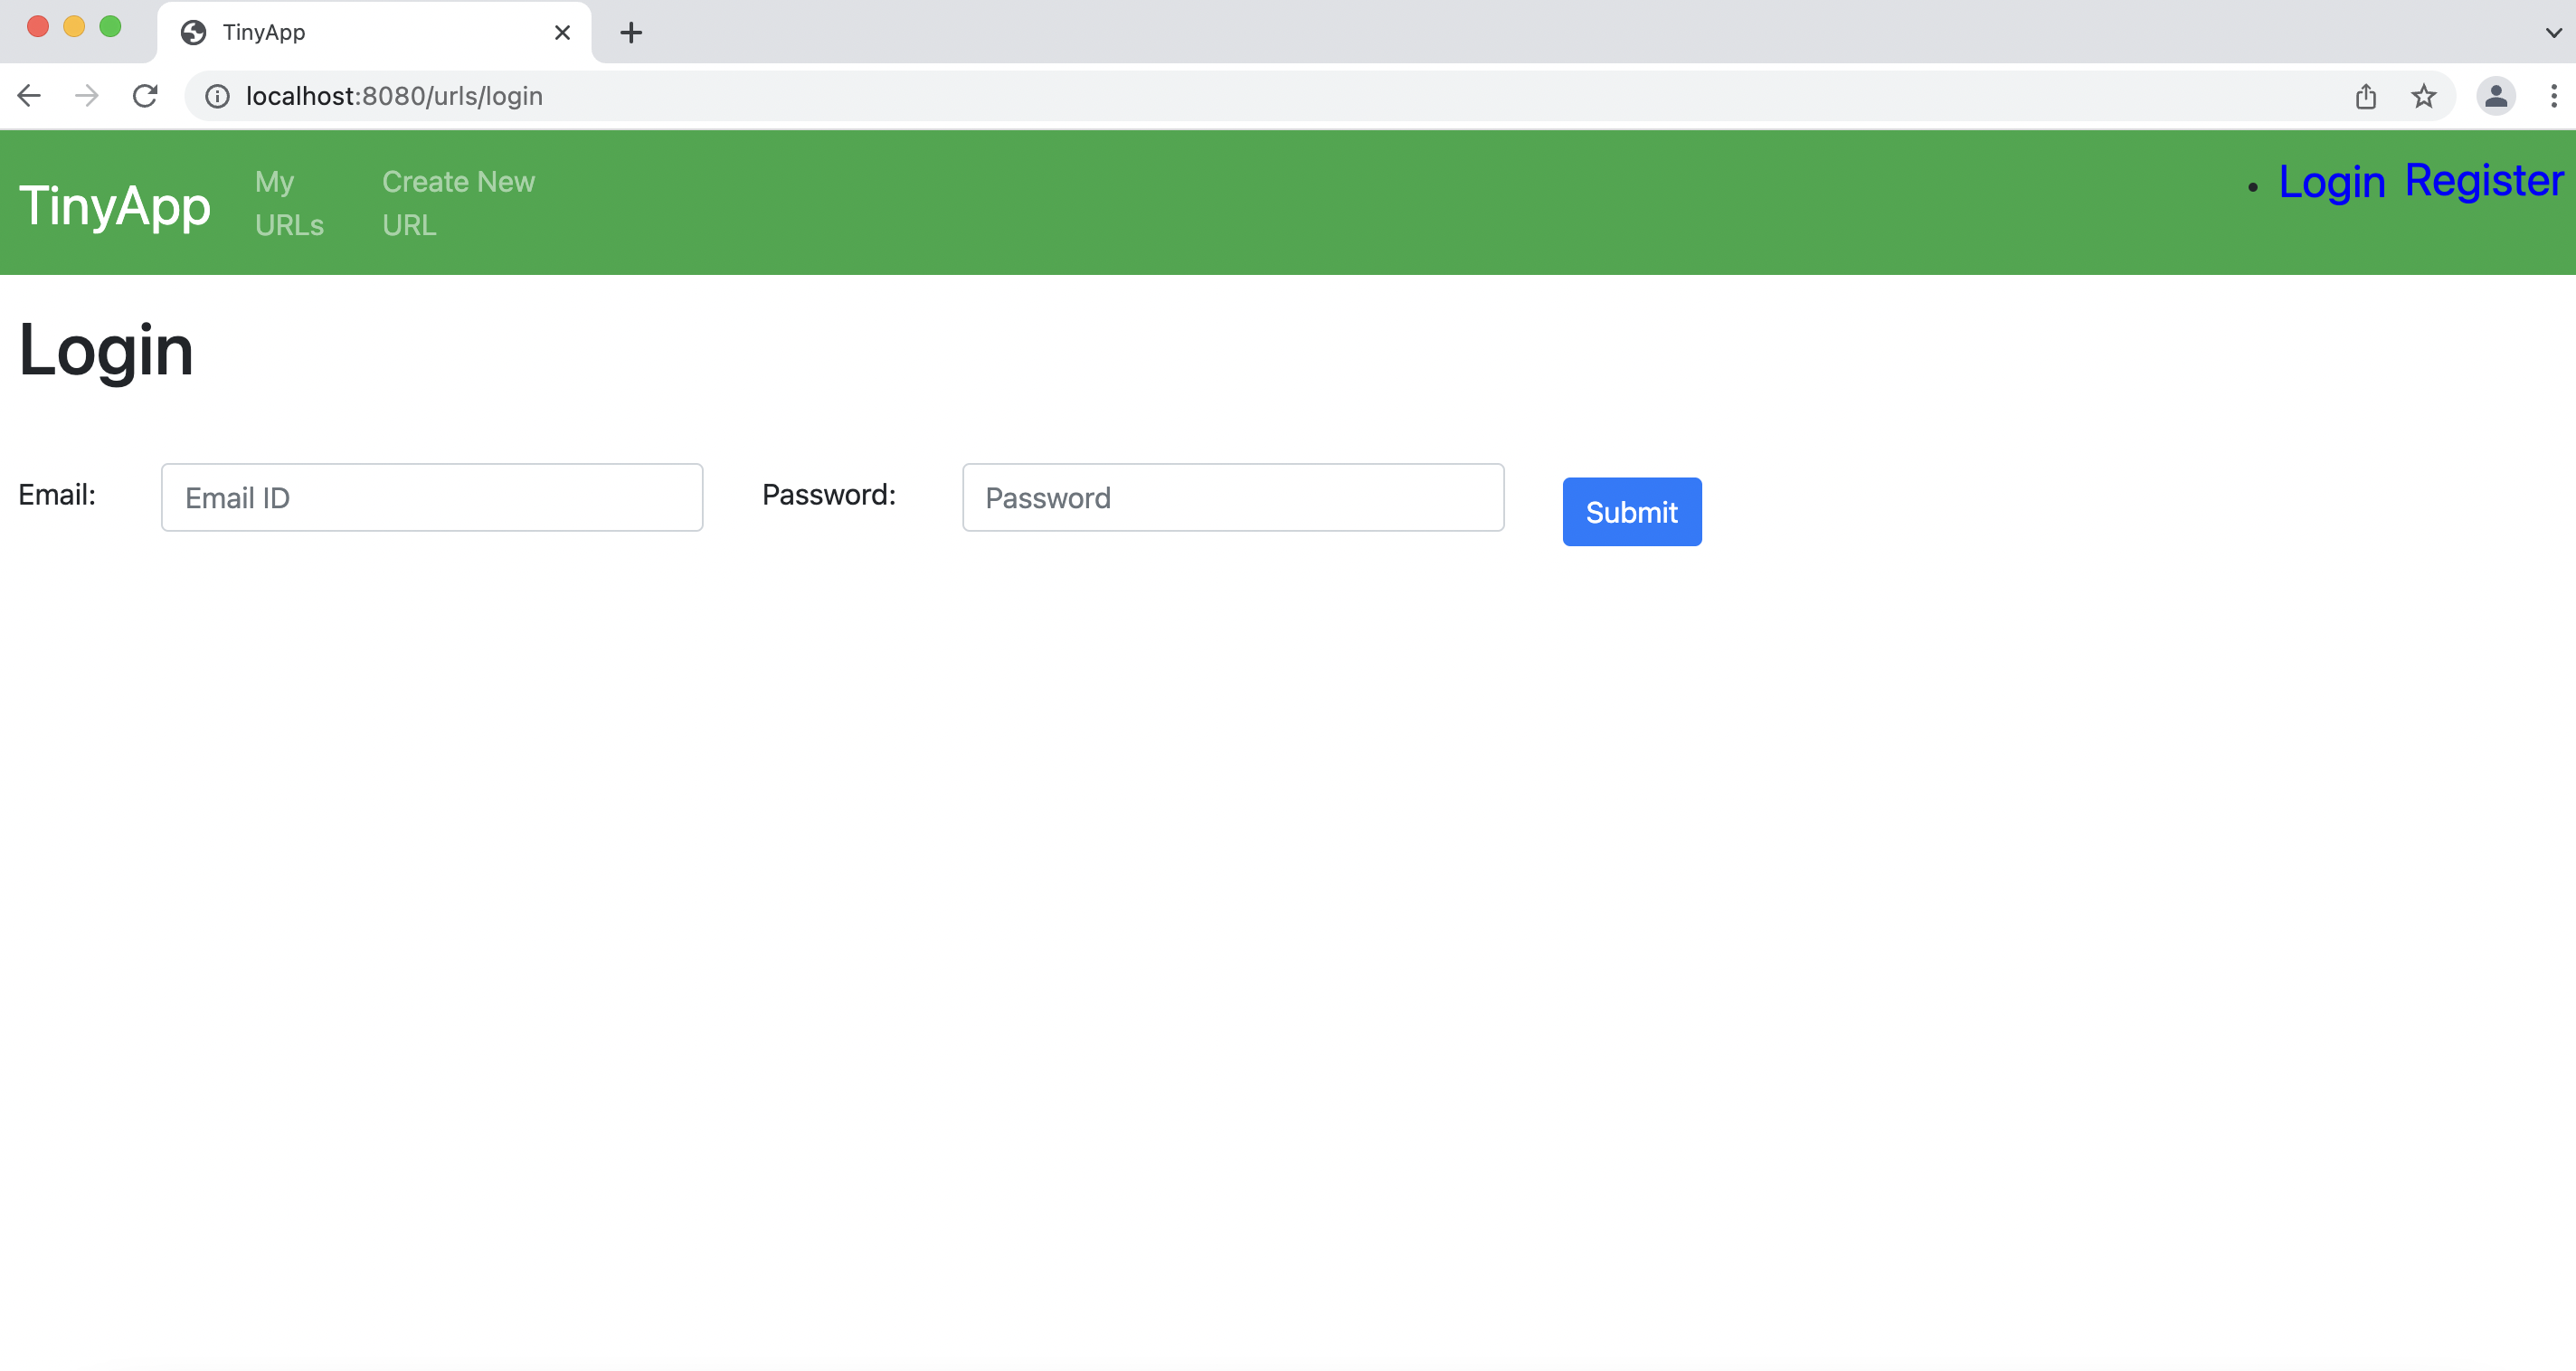 TinyApp
localhost:8080/urls/login
TinyApp
My
URLs
Create New
URL
• Login Register
Login
Email: Email ID Password: Password Submit